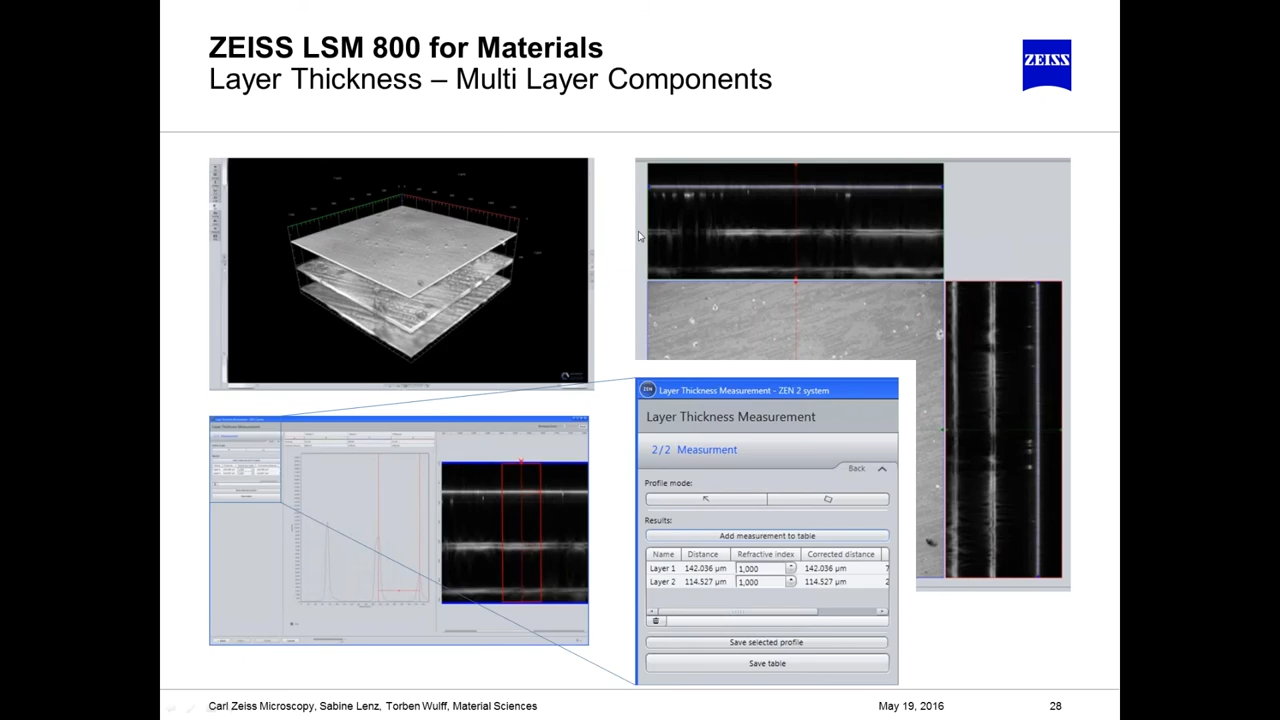 ZEISS LSM 800 for Materials
Layer Thickness – Multi Layer Components
ZEISS
ZEN Layer Thickness Measurement - ZEN 2 system
Layer Thickness Measurement
2/2 Measurment
Back
Profile mode:
Results:
Add measurement to table
Name Distance Refractive index Corrected distance
Layer 1 142.036 µm 1,000 142.036 µm 7
Layer 2 114.527 µm 1,000 114.527 µm 2
Save selected profile
Save table
Carl Zeiss Microscopy, Sabine Lenz, Torben Wulff, Material Sciences May 19, 2016 28